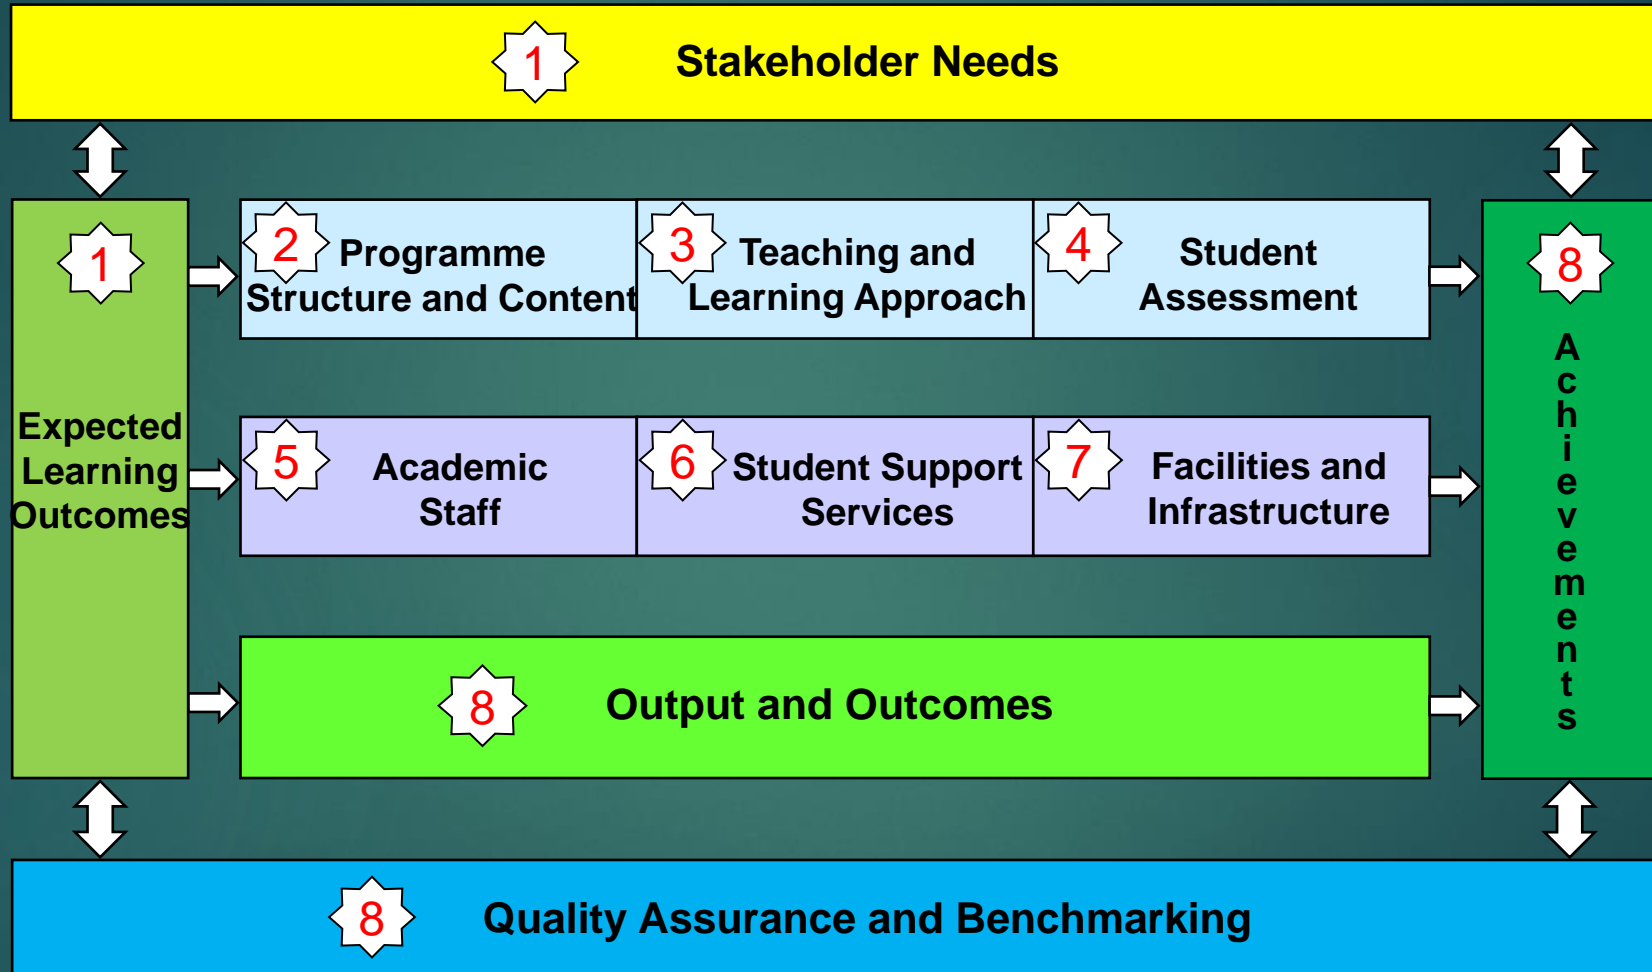 1 Stakeholder Needs
1
Expected
Learning
Outcomes
2
Programme
Structure and Content
3
Teaching and
Learning Approach
4
Student
Assessment
5
Academic
Staff
6
Student Support
Services
7
Facilities and
Infrastructure
8 Output and Outcomes
8
Achievements
8 Quality Assurance and Benchmarking